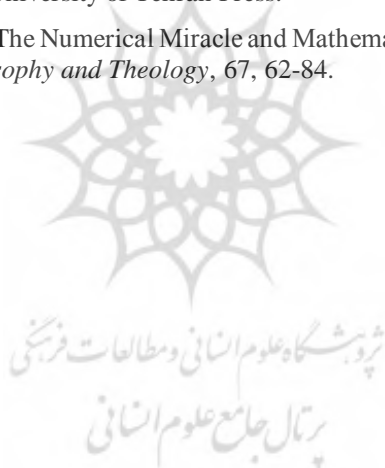 University of Tehran Press.
The Numerical Miracle and Mathema
ophy and Theology, 67, 62-84.
پژوهشگاه علوم انسانی و مطالعات فرهنگی
پرتال جامع علوم انسانی